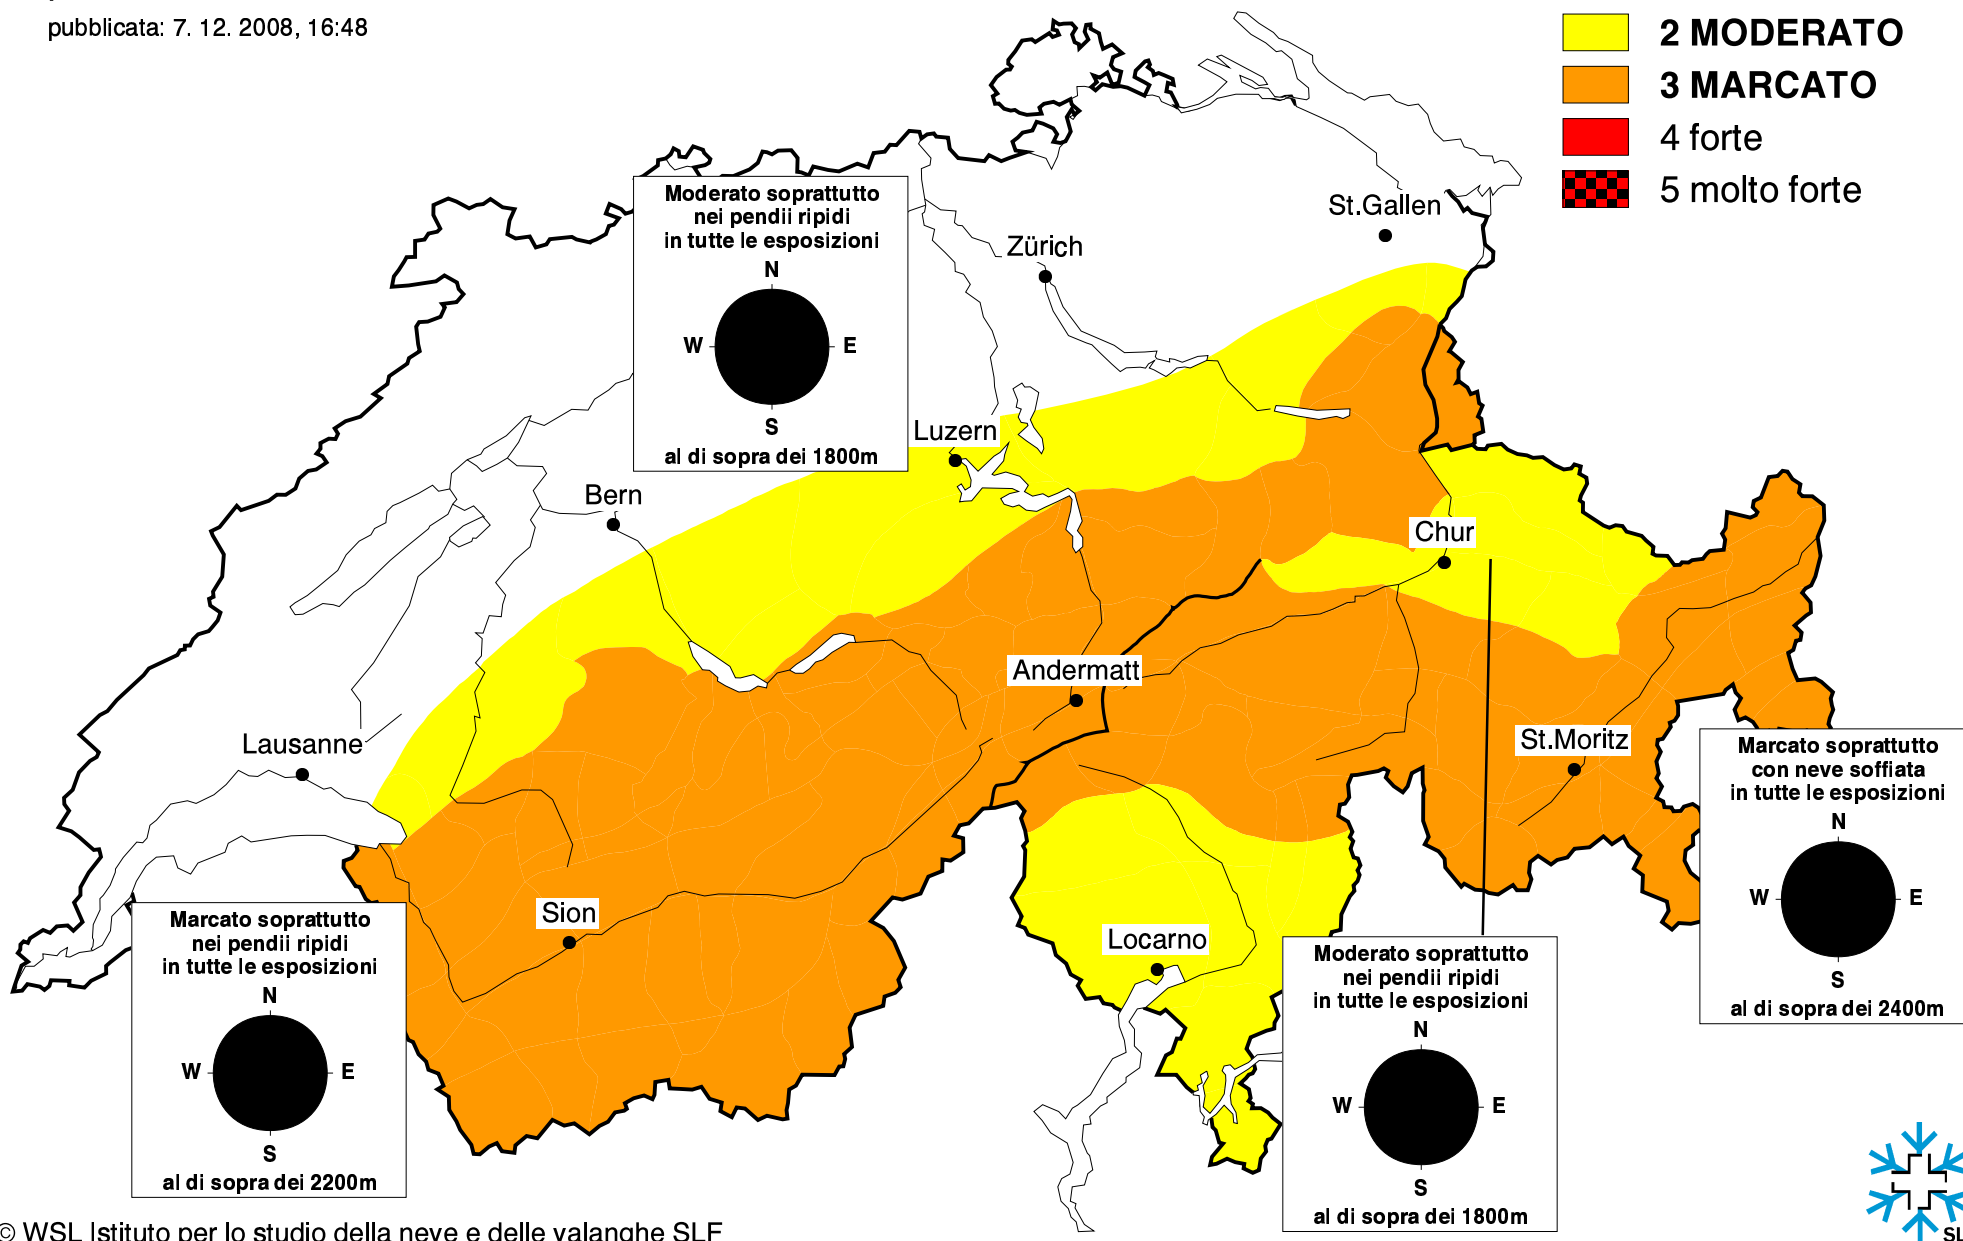 pubblicata: 7. 12. 2008, 16:48
2 MODERATO
3 MARCATO
4 forte
5 molto forte
St.Gallen
Zürich
Moderato soprattutto
nei pendii ripidi
in tutte le esposizioni
N
W
E
S
al di sopra dei 1800m
Luzern
Bern
Chur
Andermatt
Lausanne
St.Moritz
Marcato soprattutto
con neve soffiata
in tutte le esposizioni
N
W
E
S
al di sopra dei 2400m
Sion
Locarno
Marcato soprattutto
nei pendii ripidi
in tutte le esposizioni
N
W
E
S
al di sopra dei 2200m
Moderato soprattutto
nei pendii ripidi
in tutte le esposizioni
N
W
E
S
al di sopra dei 1800m
© WSL Istituto per lo studio della neve e delle valanghe SLF
SL